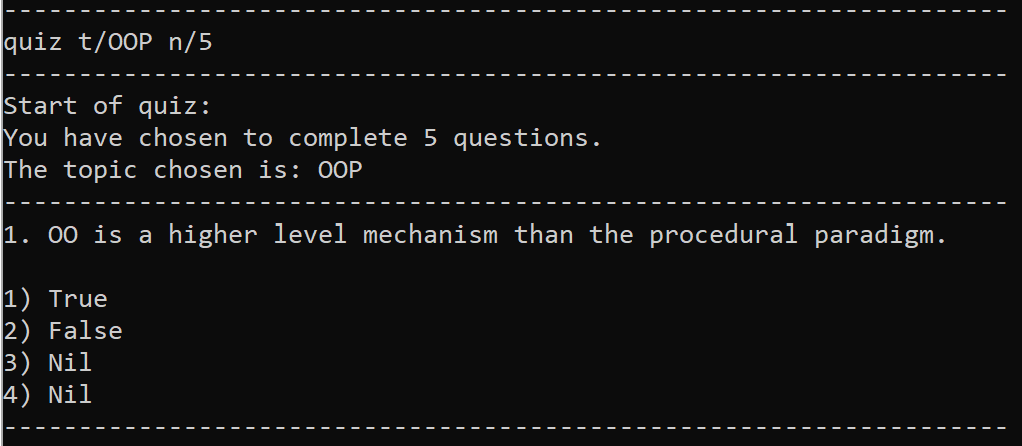 -------------------------------------------------------------------
quiz t/OOP n/5
-------------------------------------------------------------------
Start of quiz:
You have chosen to complete 5 questions.
The topic chosen is: OOP
-------------------------------------------------------------------
1. OO is a higher level mechanism than the procedural paradigm.

1) True
2) False
3) Nil
4) Nil
-------------------------------------------------------------------